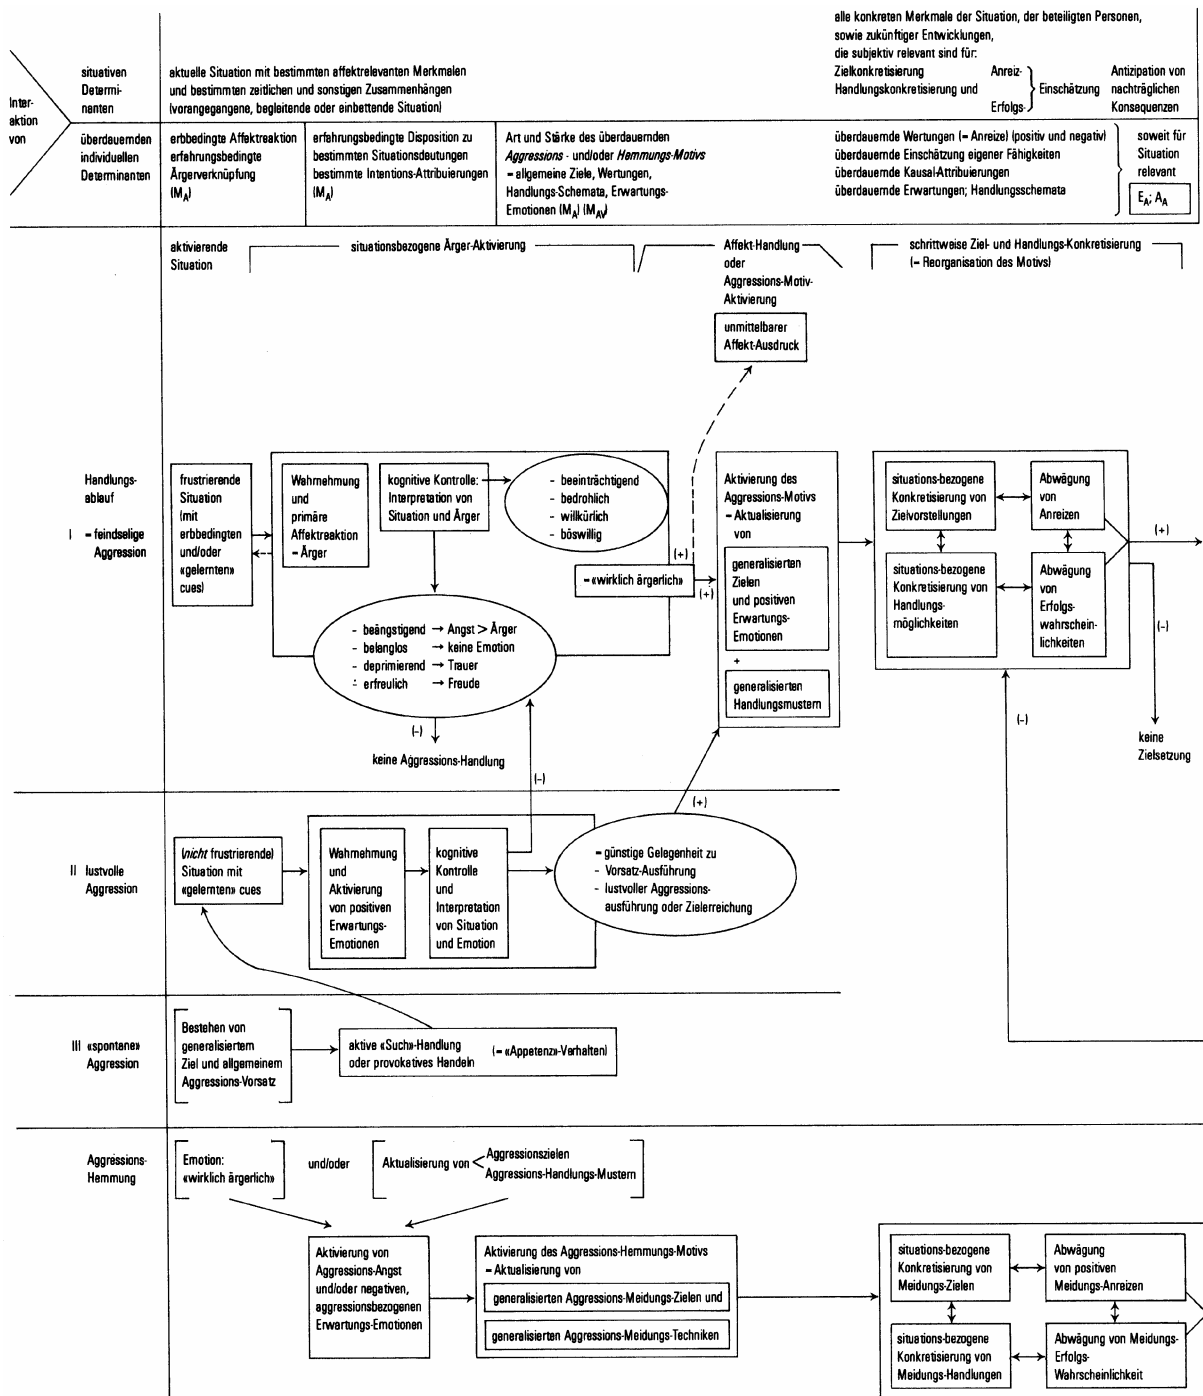 Inter-
aktion
von
situativen
Determi-
nanten
aktuelle Situation mit bestimmten affektrelevanten Merkmalen
und bestimmten zeitlichen und sonstigen Zusammenhängen
(vorangegangene, begleitende oder einbettende Situation)
alle konkreten Merkmale der Situation, der beteiligten Personen,
sowie zukünftiger Entwicklungen,
die subjektiv relevant sind für:
Zielkonkretisierung
Handlungskonkretisierung und
Anreiz-
Erfolgs-
Einschätzung
Antizipation von
nachträglichen
Konsequenzen
überdauernden
individuellen
Determinanten
erbbedingte Affektreaktion
erfahrungsbedingte
Ärgerverknüpfung
(M_A)
erfahrungsbedingte Disposition zu
bestimmten Situationsdeutungen
bestimmte Intentions-Attribuierungen
(M_A)
Art und Stärke des überdauernden
Aggressions - und/oder Hemmungs-Motivs
= allgemeine Ziele, Wertungen,
Handlungs-Schemata, Erwartungs-
Emotionen (M_A) (M_AV)
überdauernde Wertungen (= Anreize) (positiv und negativ)
überdauernde Einschätzung eigener Fähigkeiten
überdauernde Kausal-Attribuierungen
überdauernde Erwartungen; Handlungsschemata
soweit für
Situation
relevant
E_A; A_A
aktivierende
Situation
situationsbezogene Ärger-Aktivierung
Affekt-Handlung
oder
Aggressions-Motiv-
Aktivierung
schrittweise Ziel- und Handlungs-Konkretisierung
(= Reorganisation des Motivs)
unmittelbarer
Affekt-Ausdruck
Handlungs-
ablauf
I = feindselige
Aggression
frustrierende
Situation
(mit
erbbedingten
und/oder
«gelernten»
cues)
Wahrnehmung
und
primäre
Affektreaktion
= Ärger
kognitive Kontrolle:
Interpretation von
Situation und Ärger
- beeinträchtigend
- bedrohlich
- willkürlich
- böswillig
(+)
= «wirklich ärgerlich»
(+)
- beängstigend → Angst > Ärger
- belanglos → keine Emotion
- deprimierend → Trauer
- erfreulich → Freude
(-)
keine Aggressions-Handlung
(-)
Aktivierung des
Aggressions-Motivs
= Aktualisierung
von
generalisierten
Zielen
und positiven
Erwartungs-
Emotionen
+
generalisierten
Handlungsmustern
(+)
situations-bezogene
Konkretisierung von
Zielvorstellungen
Abwägung
von
Anreizen
situations-bezogene
Konkretisierung von
Handlungs-
möglichkeiten
Abwägung
von
Erfolgs-
wahrschein-
lichkeiten
(+)
(-)
(-)
keine
Zielsetzung
II lustvolle
Aggression
(nicht frustrierende)
Situation mit
«gelernten» cues
Wahrnehmung
und
Aktivierung
von positiven
Erwartungs-
Emotionen
kognitive
Kontrolle
und
Interpretation
von Situation
und Emotion
= günstige Gelegenheit zu
- Vorsatz-Ausführung
- lustvoller Aggressions-
ausführung oder Zielerreichung
III «spontane»
Aggression
Bestehen von
generalisiertem
Ziel und allgemeinem
Aggressions-Vorsatz
aktive «Such»-Handlung
oder provokatives Handeln
(= «Appetenz»-Verhalten)
Aggressions-
Hemmung
Emotion:
«wirklich ärgerlich»
und/oder
Aktualisierung von
Aggressionszielen
Aggressions-Handlungs-Mustern
Aktivierung von
Aggressions-Angst
und/oder negativen,
aggressionsbezogenen
Erwartungs-Emotionen
Aktivierung des Aggressions-Hemmungs-Motivs
= Aktualisierung von
generalisierten Aggressions-Meidungs-Zielen und
generalisierten Aggressions-Meidungs-Techniken
situations-bezogene
Konkretisierung von
Meidungs-Zielen
Abwägung
von positiven
Meidungs-Anreizen
situations-bezogene
Konkretisierung von
Meidungs-Handlungen
Abwägung von Meidungs-
Erfolgs-
Wahrscheinlichkeit